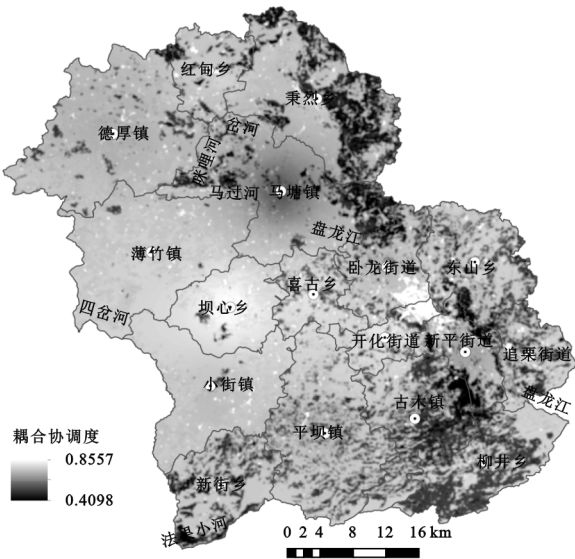 红甸乡
秉烈乡
德厚镇
岔河
咪哩河
马过河
马塘镇
盘龙江
薄竹镇
喜古乡
卧龙街道
东山乡
坝心乡
四岔河
开化街道
新平街道
追栗街道
小街镇
古木镇
盘龙江
平坝镇
柳井乡
新街乡
法果小河
耦合协调度
0.8557
0.4098
0 2 4 8 12 16 km